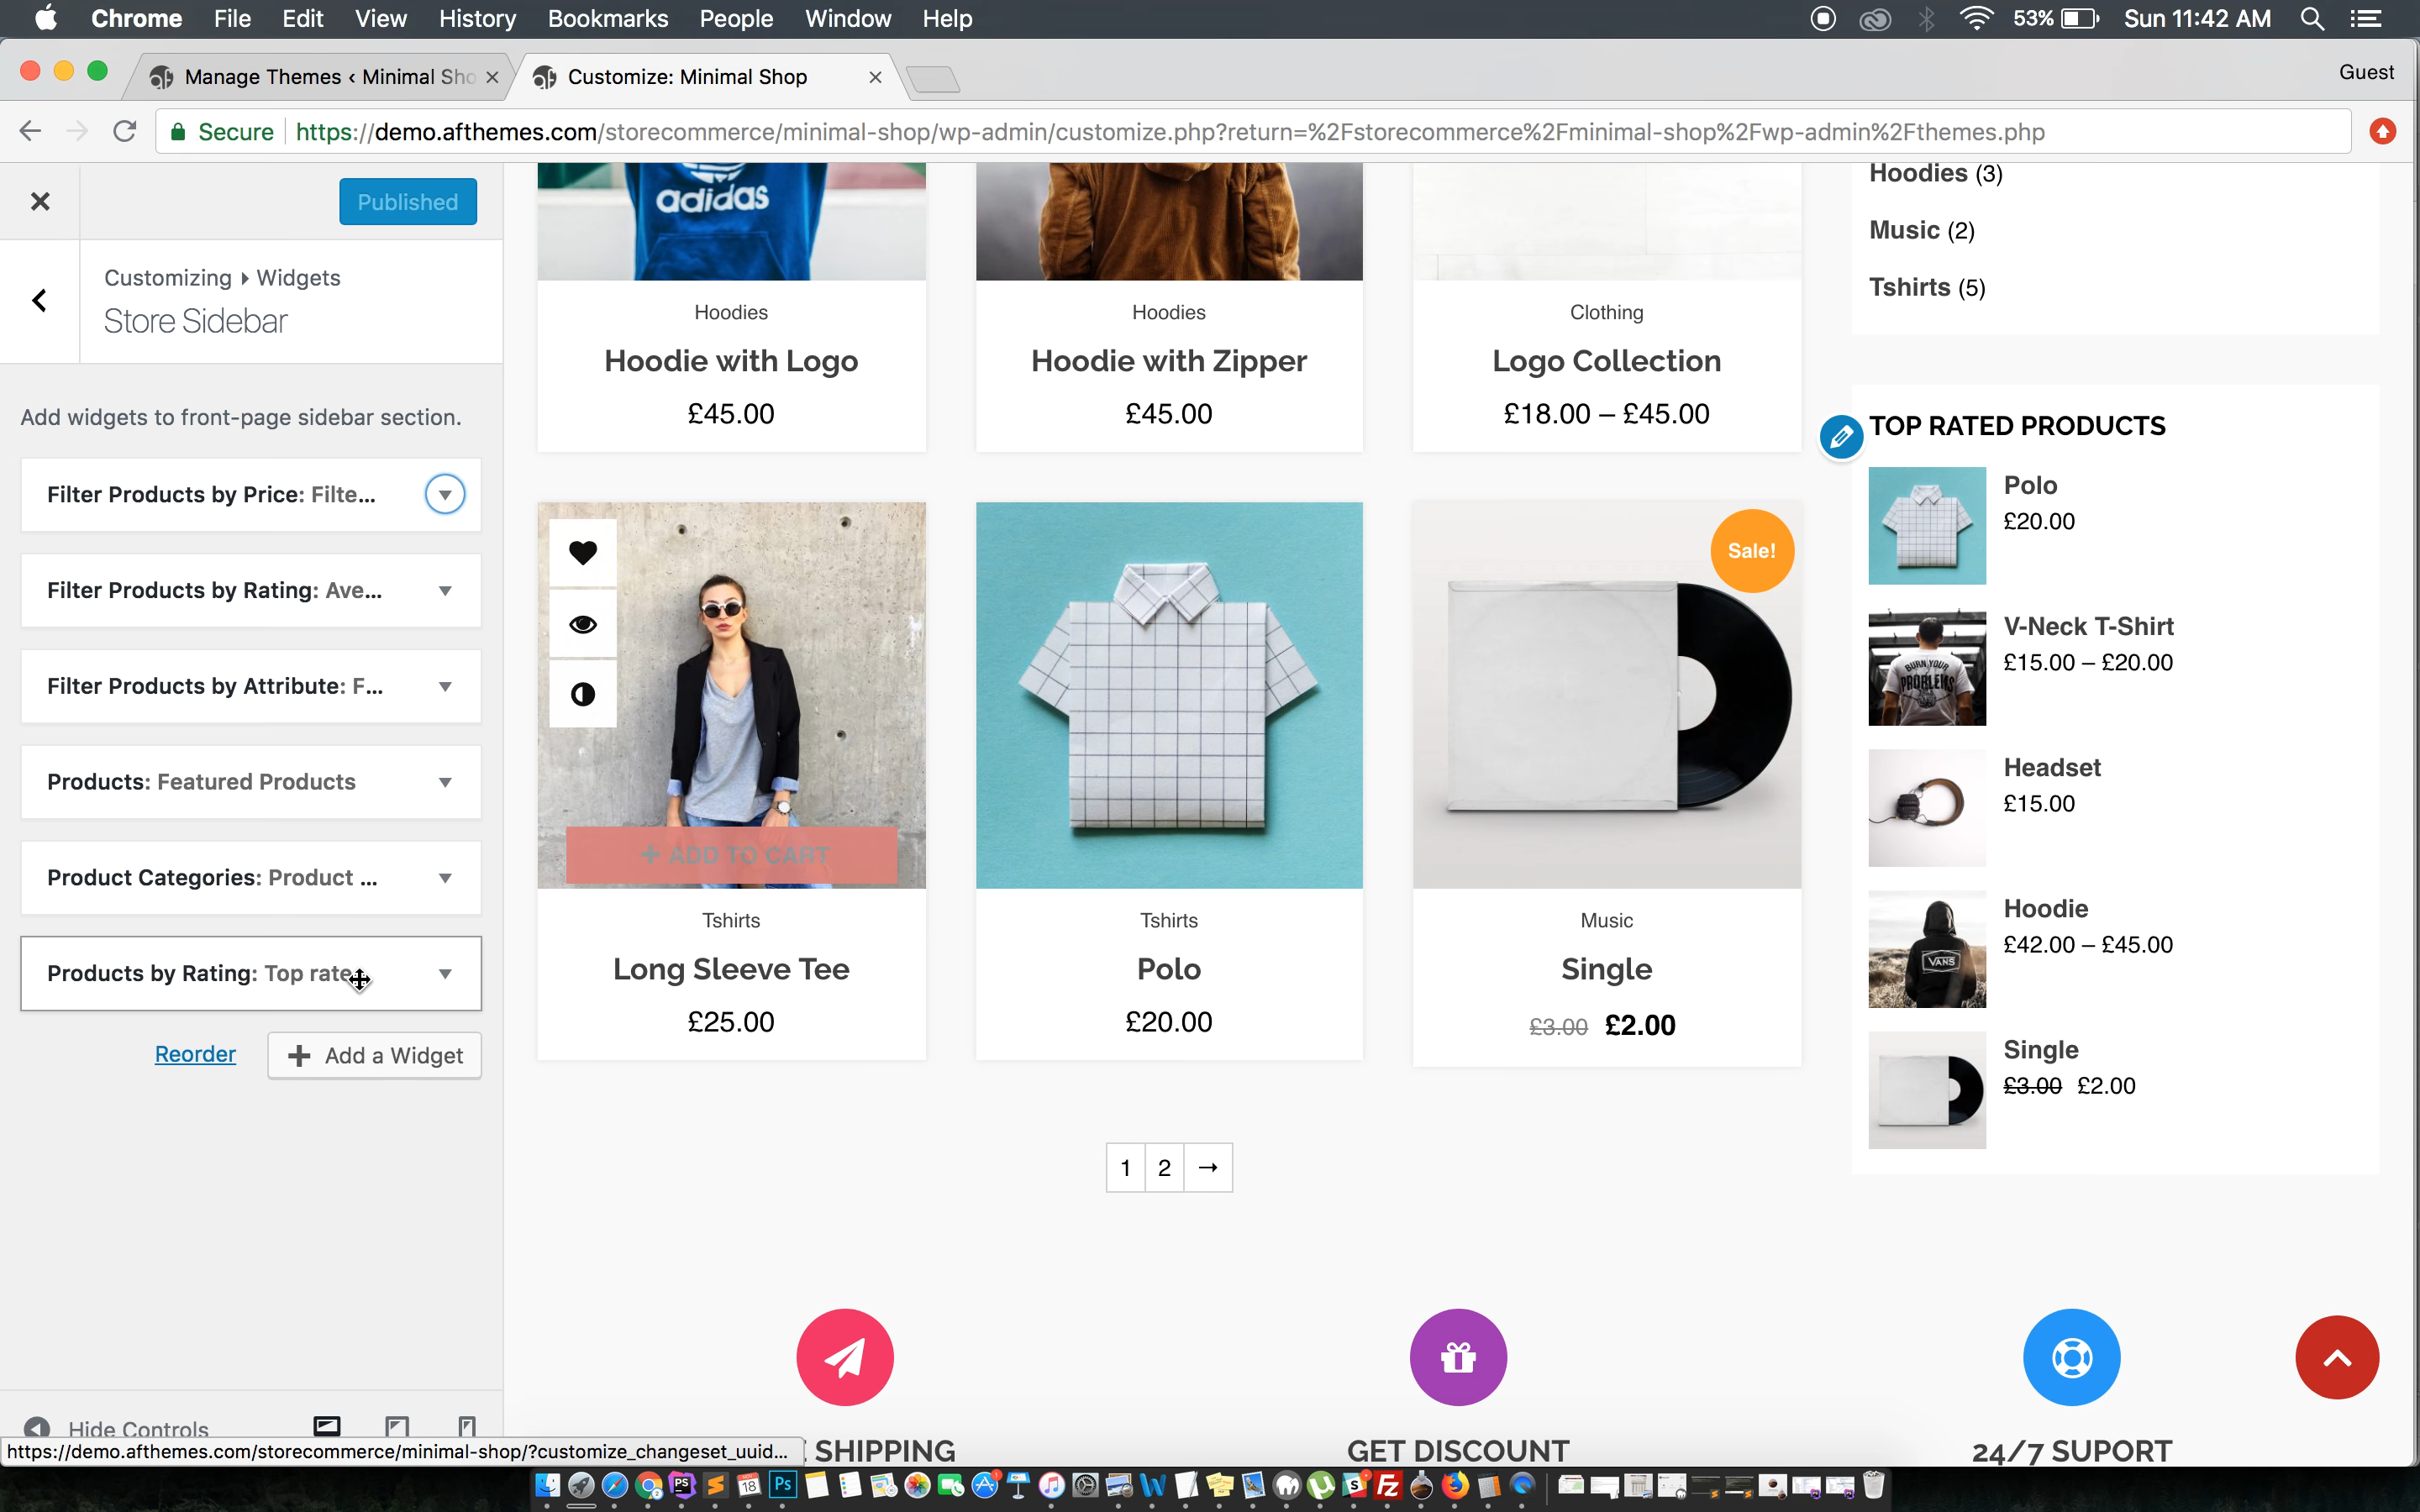 Chrome File Edit View History Bookmarks People Window Help 53% Sun 11:42 AM
Manage Themes ‹ Minimal Sho Customize: Minimal Shop Guest
Secure https://demo.afthemes.com/storecommerce/minimal-shop/wp-admin/customize.php?return=%2Fstorecommerce%2Fminimal-shop%2Fwp-admin%2Fthemes.php
Published
Customizing Widgets
Store Sidebar
Add widgets to front-page sidebar section.
Filter Products by Price: Filte...
Filter Products by Rating: Ave...
Filter Products by Attribute: F...
Products: Featured Products
Product Categories: Product ...
Products by Rating: Top rate
Reorder
Add a Widget
Hide Controls
https://demo.afthemes.com/storecommerce/minimal-shop/?customize_changeset_uuid...
adidas
Hoodies
Hoodie with Logo
£45.00
Hoodies
Hoodie with Zipper
£45.00
Clothing
Logo Collection
£18.00 – £45.00
+ ADD TO CART
Tshirts
Long Sleeve Tee
£25.00
Tshirts
Polo
£20.00
Sale!
Music
Single
£3.00 £2.00
1 2 →
Hoodies (3)
Music (2)
Tshirts (5)
TOP RATED PRODUCTS
Polo
£20.00
BURN YOUR
PROBLEMS
V-Neck T-Shirt
£15.00 – £20.00
Headset
£15.00
VANS
Hoodie
£42.00 – £45.00
Single
£3.00 £2.00
SHIPPING
GET DISCOUNT
24/7 SUPORT
18
Ps